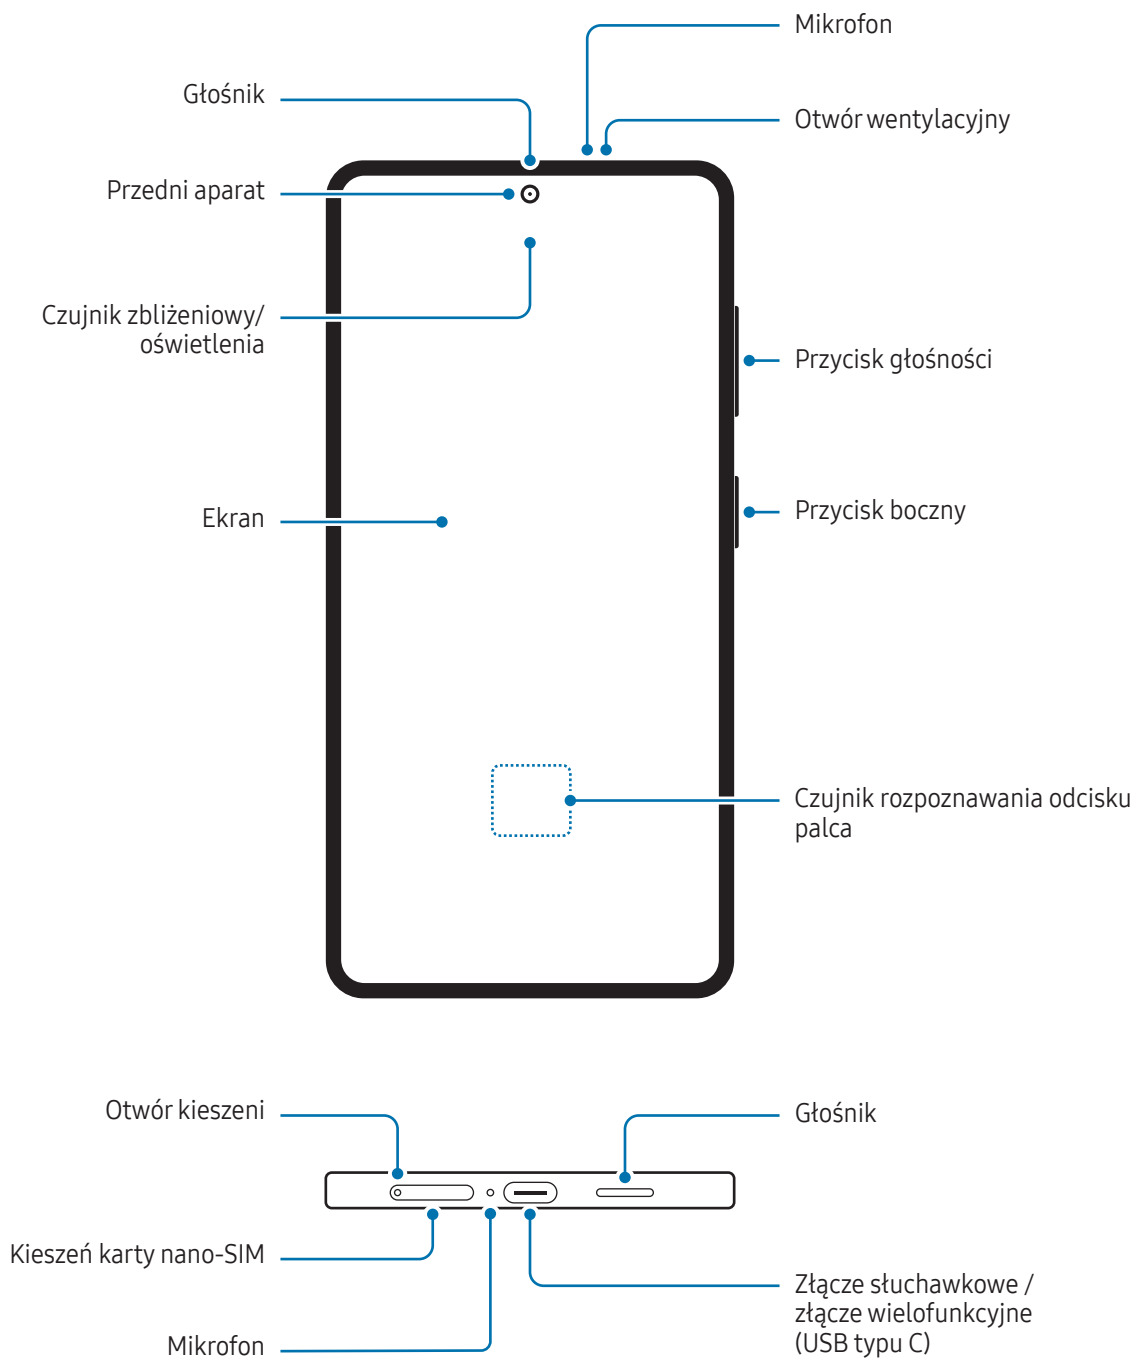 Mikrofon
Głośnik
Otwór wentylacyjny
Przedni aparat
Czujnik zbliżeniowy/
oświetlenia
Przycisk głośności
Ekran
Przycisk boczny
Czujnik rozpoznawania odcisku
palca
Otwór kieszeni
Głośnik
Kieszeń karty nano-SIM
Złącze słuchawkowe /
złącze wielofunkcyjne
(USB typu C)
Mikrofon